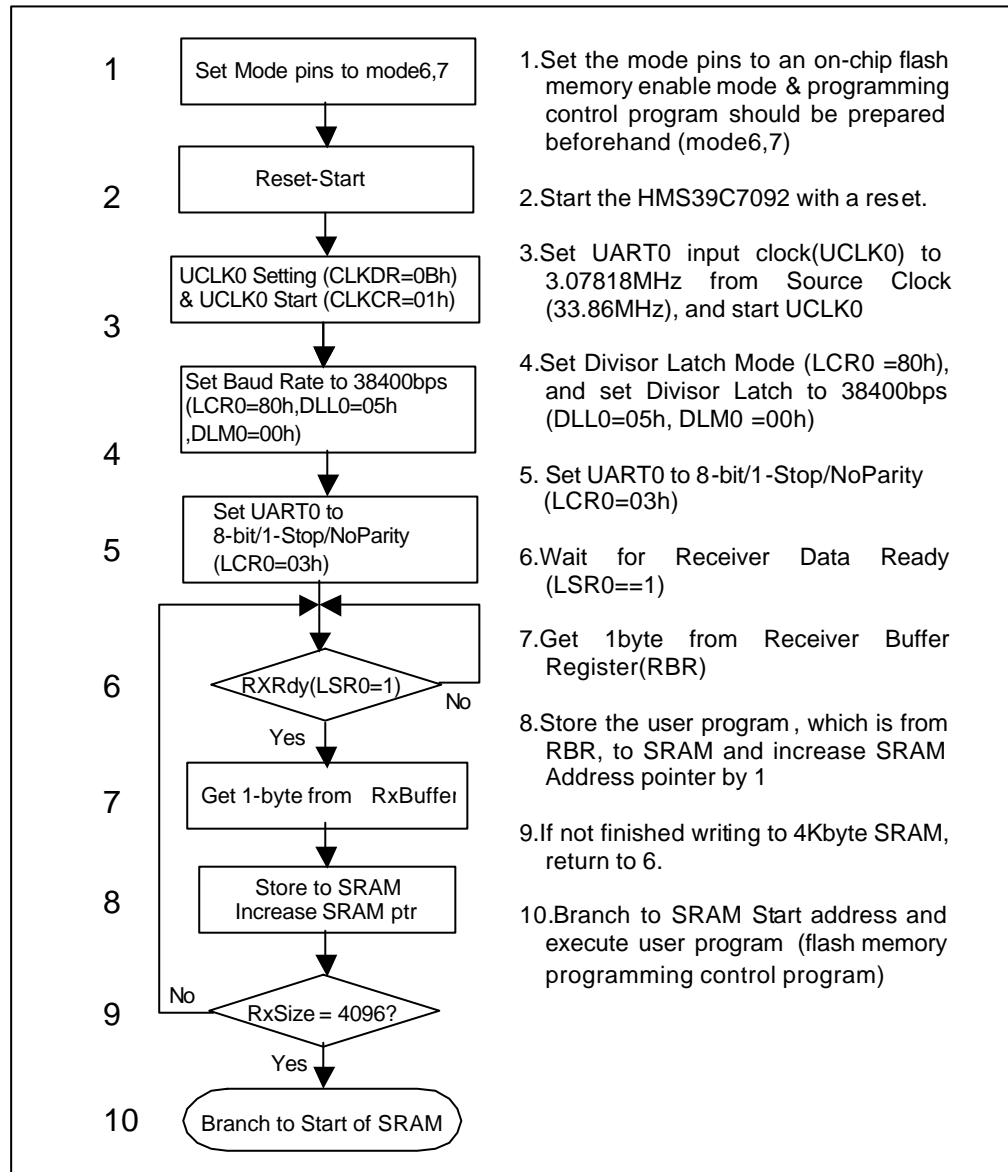 1
Set Mode pins to mode6,7
2
Reset-Start
3
UCLK0 Setting (CLKDR=0Bh)
& UCLK0 Start (CLKCR=01h)
4
Set Baud Rate to 38400bps
(LCR0=80h,DLL0=05h
,DLM0=00h)
5
Set UART0 to
8-bit/1-Stop/NoParity
(LCR0=03h)
6
RXRdy(LSR0=1)
No
Yes
7
Get 1-byte from RxBuffer
8
Store to SRAM
Increase SRAM ptr
9
No
RxSize = 4096?
Yes
10
Branch to Start of SRAM
1.Set the mode pins to an on-chip flash
memory enable mode & programming
control program should be prepared
beforehand (mode6,7)
2.Start the HMS39C7092 with a reset.
3.Set UART0 input clock(UCLK0) to
3.07818MHz from Source Clock
(33.86MHz), and start UCLK0
4.Set Divisor Latch Mode (LCR0 =80h),
and set Divisor Latch to 38400bps
(DLL0=05h, DLM0 =00h)
5. Set UART0 to 8-bit/1-Stop/NoParity
(LCR0=03h)
6.Wait for Receiver Data Ready
(LSR0==1)
7.Get 1byte from Receiver Buffer
Register(RBR)
8.Store the user program, which is from
RBR, to SRAM and increase SRAM
Address pointer by 1
9.If not finished writing to 4Kbyte SRAM,
return to 6.
10.Branch to SRAM Start address and
execute user program (flash memory
programming control program)